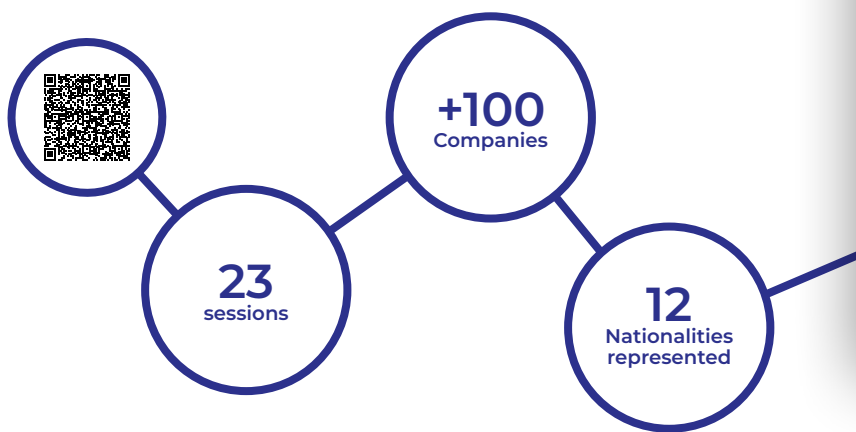 +100
Companies
23
sessions
12
Nationalities
represented